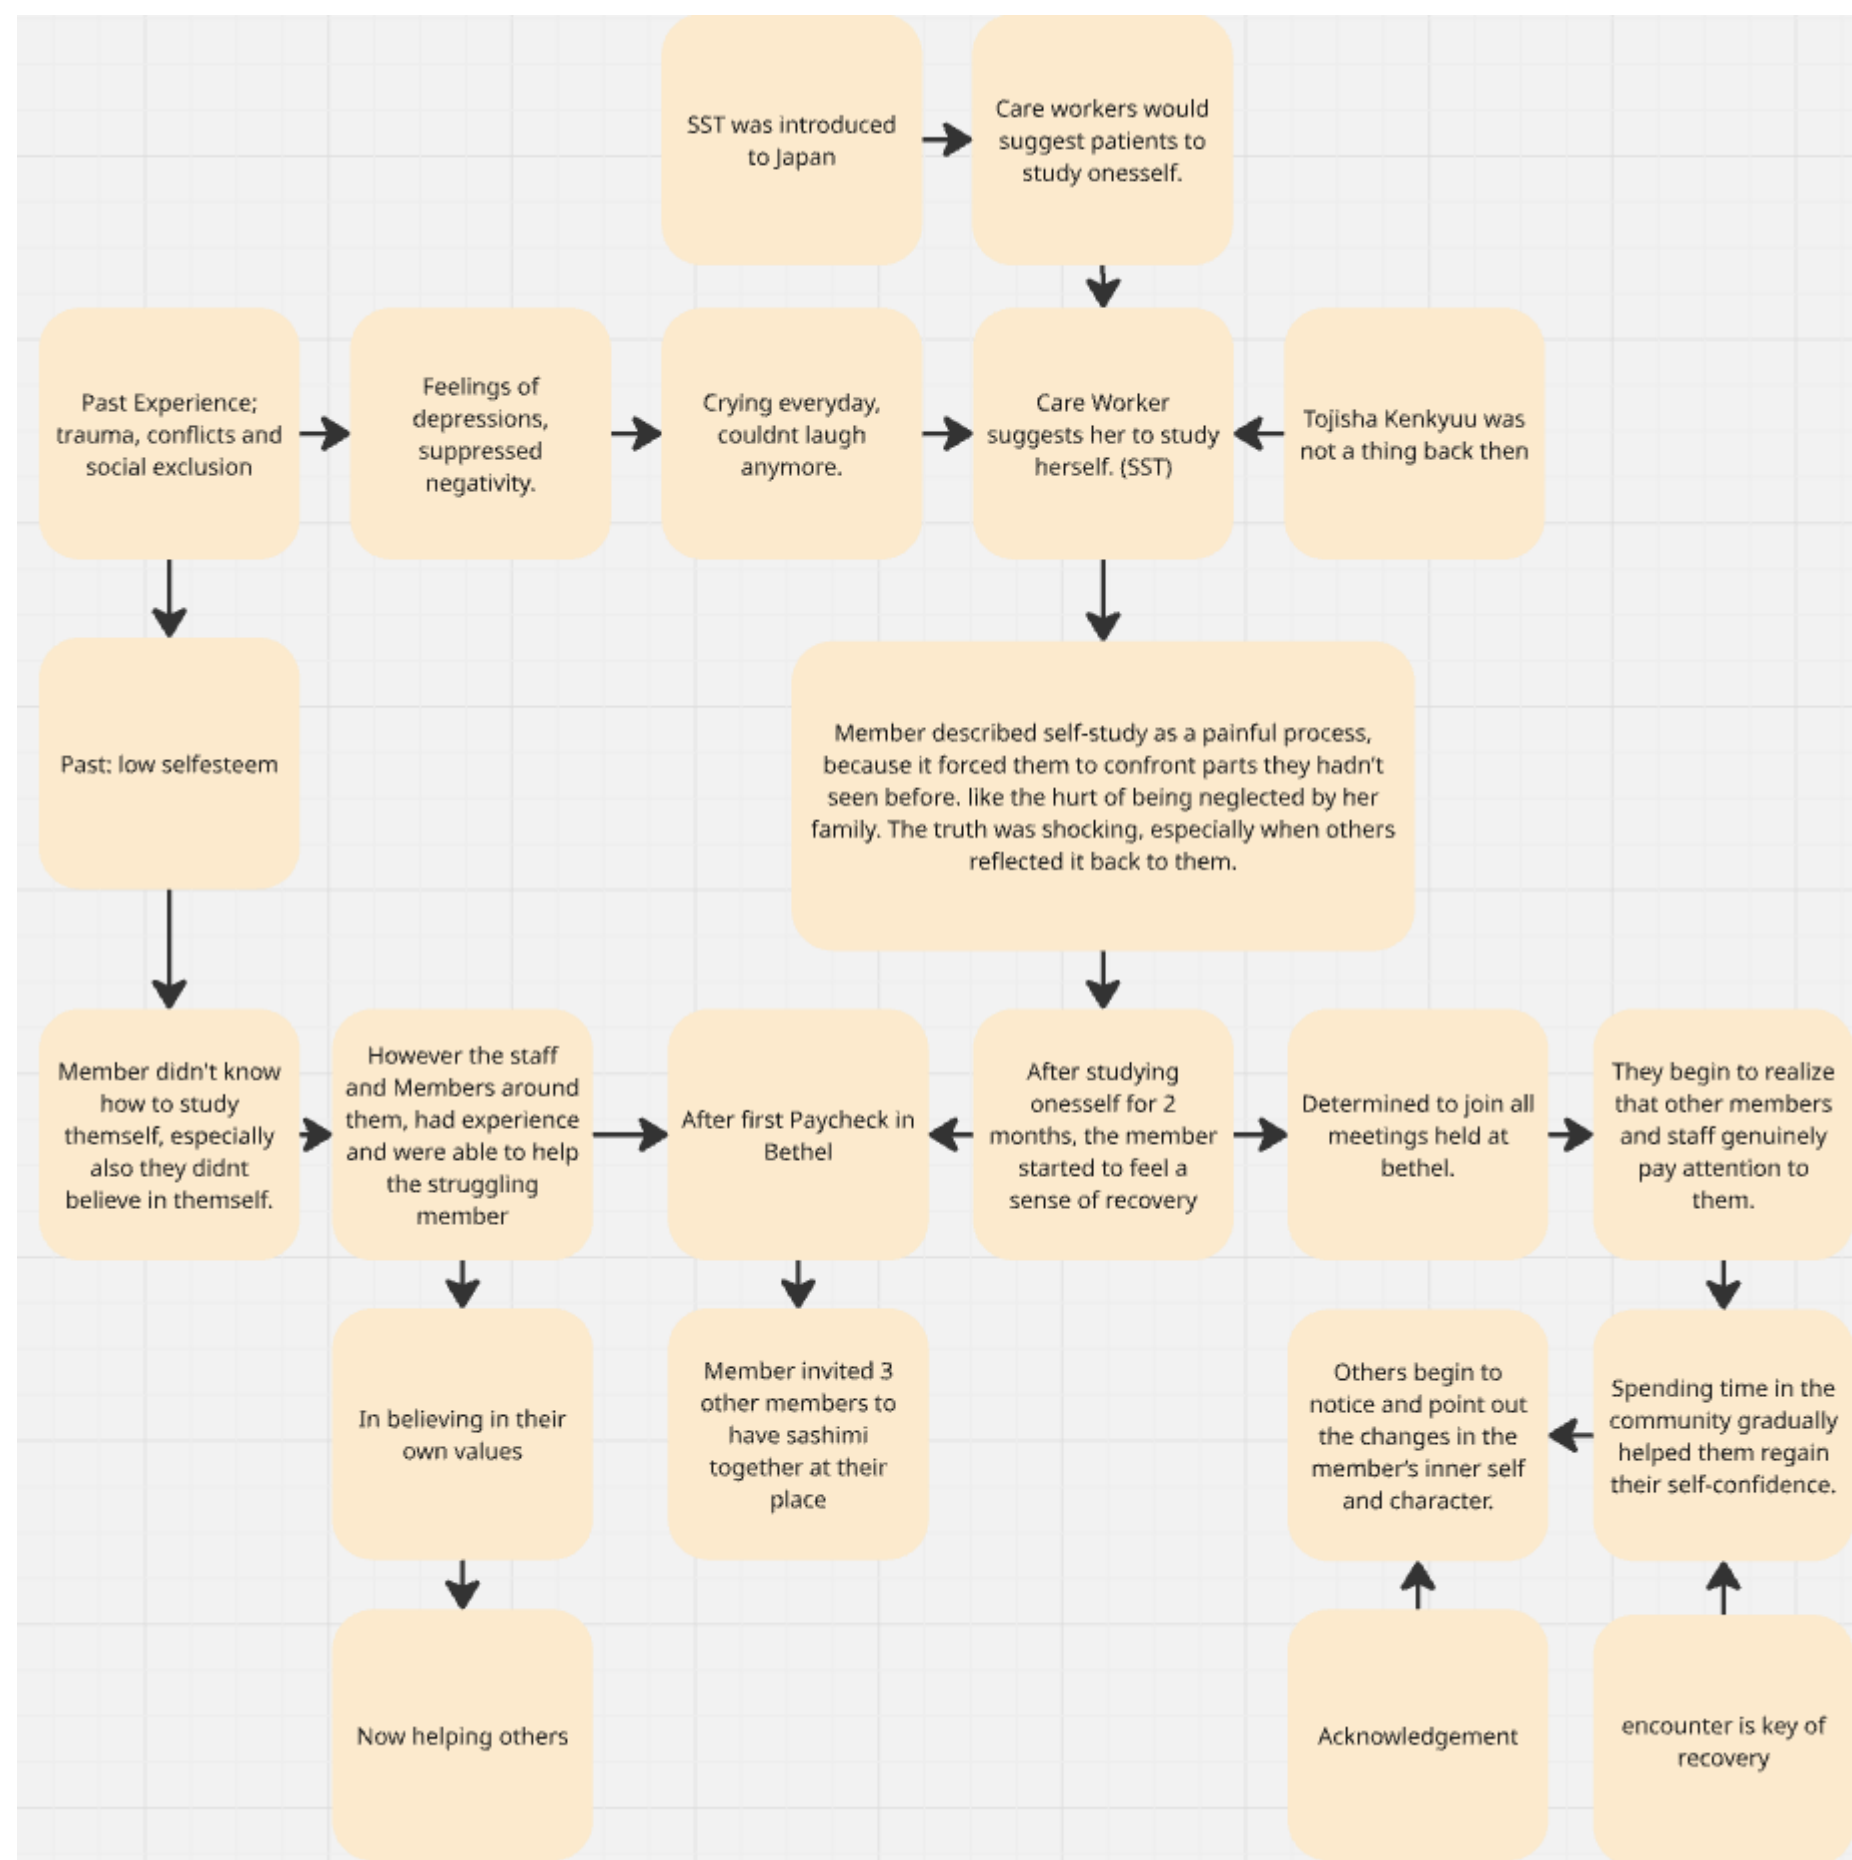 SST was introduced
to Japan
Care workers would
suggest patients to
study onesself.
Past Experience;
trauma, conflicts and
social exclusion
Feelings of
depressions,
suppressed
negativity.
Crying everyday,
couldnt laugh
anymore.
Care Worker
suggests her to study
herself. (SST)
Tojisha Kenkyuu was
not a thing back then
Past: low selfesteem
Member described self-study as a painful process,
because it forced them to confront parts they hadn't
seen before. like the hurt of being neglected by her
family. The truth was shocking, especially when others
reflected it back to them.
Member didn't know
how to study
themself, especially
also they didnt
believe in themself.
However the staff
and Members around
them, had experience
and were able to help
the struggling
member
After first Paycheck in
Bethel
After studying
onesself for 2
months, the member
started to feel a
sense of recovery
Determined to join all
meetings held at
bethel.
They begin to realize
that other members
and staff genuinely
pay attention to
them.
In believing in their
own values
Member invited 3
other members to
have sashimi
together at their
place
Others begin to
notice and point out
the changes in the
member's inner self
and character.
Spending time in the
community gradually
helped them regain
their self-confidence.
Now helping others
Acknowledgement
encounter is key of
recovery